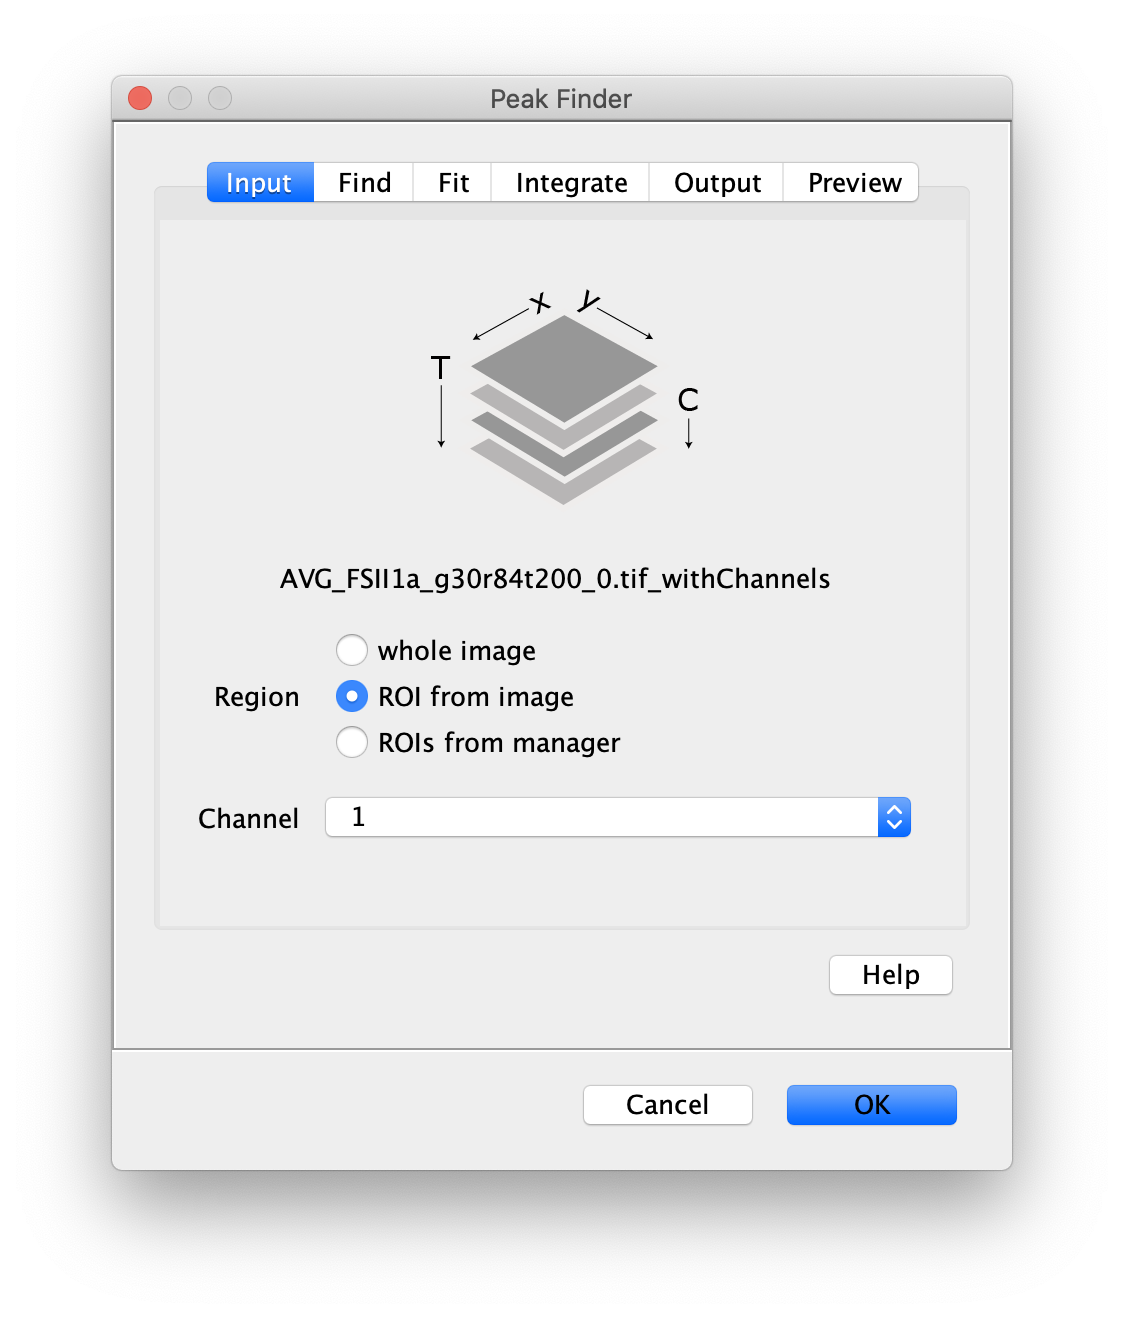 Peak Finder
Input Find Fit Integrate Output Preview
x y
T
C
AVG_FSII1a_g30r84t200_0.tif_withChannels
whole image
Region ROI from image
ROIs from manager
Channel 1
Help
Cancel OK